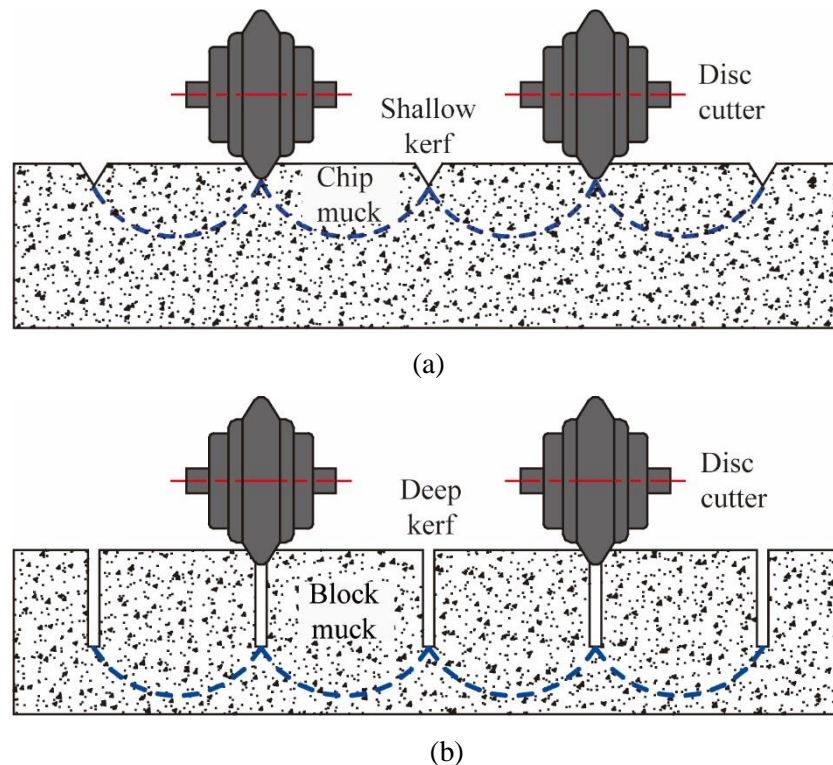 Disc
cutter
Shallow
kerf
Chip
muck
(a)
Disc
cutter
Deep
kerf
Block
muck
(b)